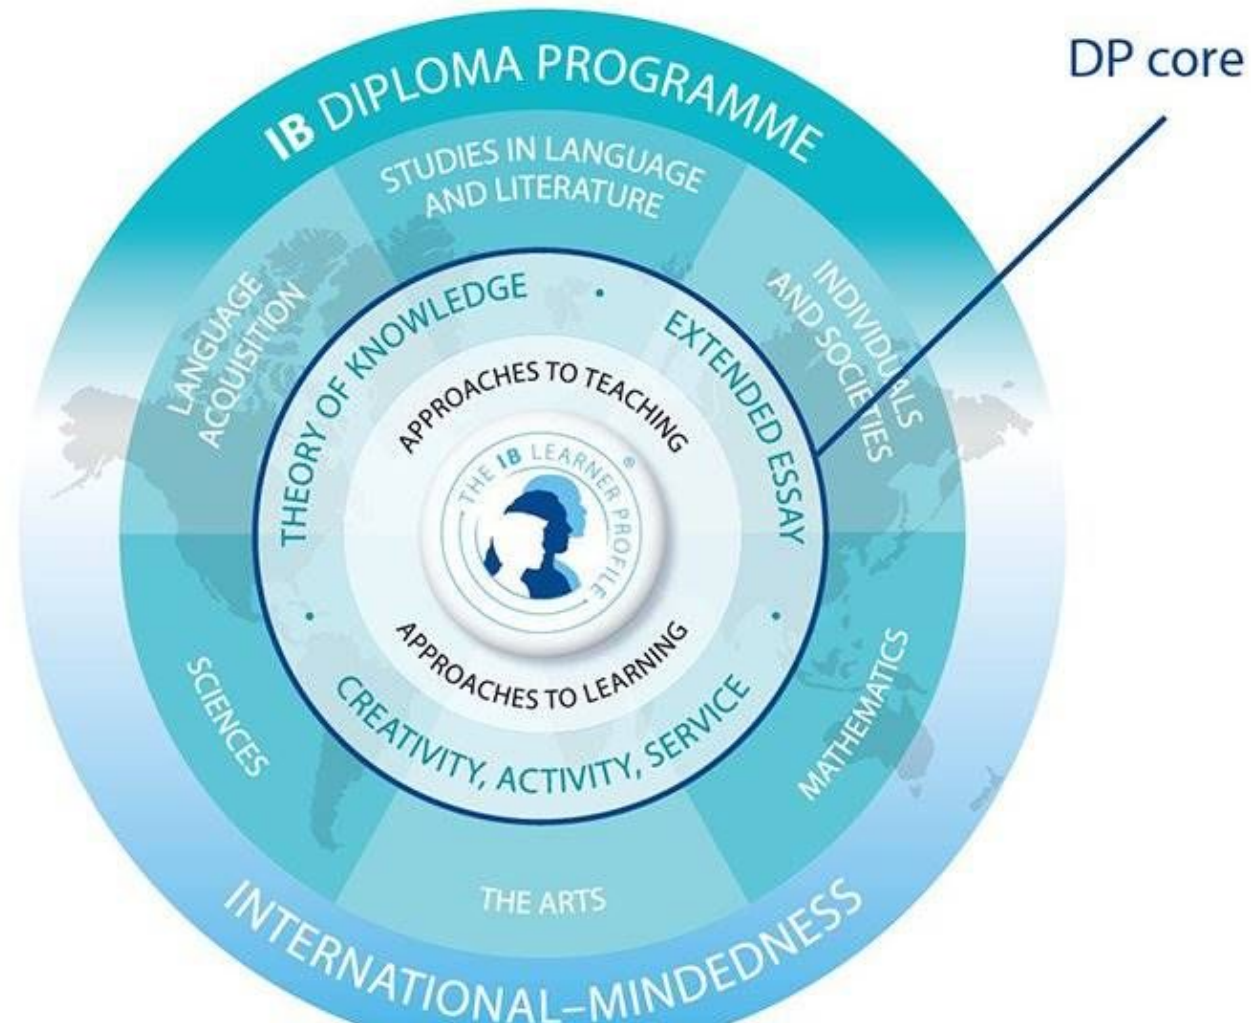 DP core
IB DIPLOMA PROGRAMME
STUDIES IN LANGUAGE
AND LITERATURE
LANGUAGE
ACQUISITION
INDIVIDUALS
AND SOCIETIES
THEORY OF KNOWLEDGE
EXTENDED ESSAY
APPROACHES TO TEACHING
THE IB LEARNER PROFILE®
APPROACHES TO LEARNING
CREATIVITY, ACTIVITY, SERVICE
SCIENCES
MATHEMATICS
THE ARTS
INTERNATIONAL–MINDEDNESS